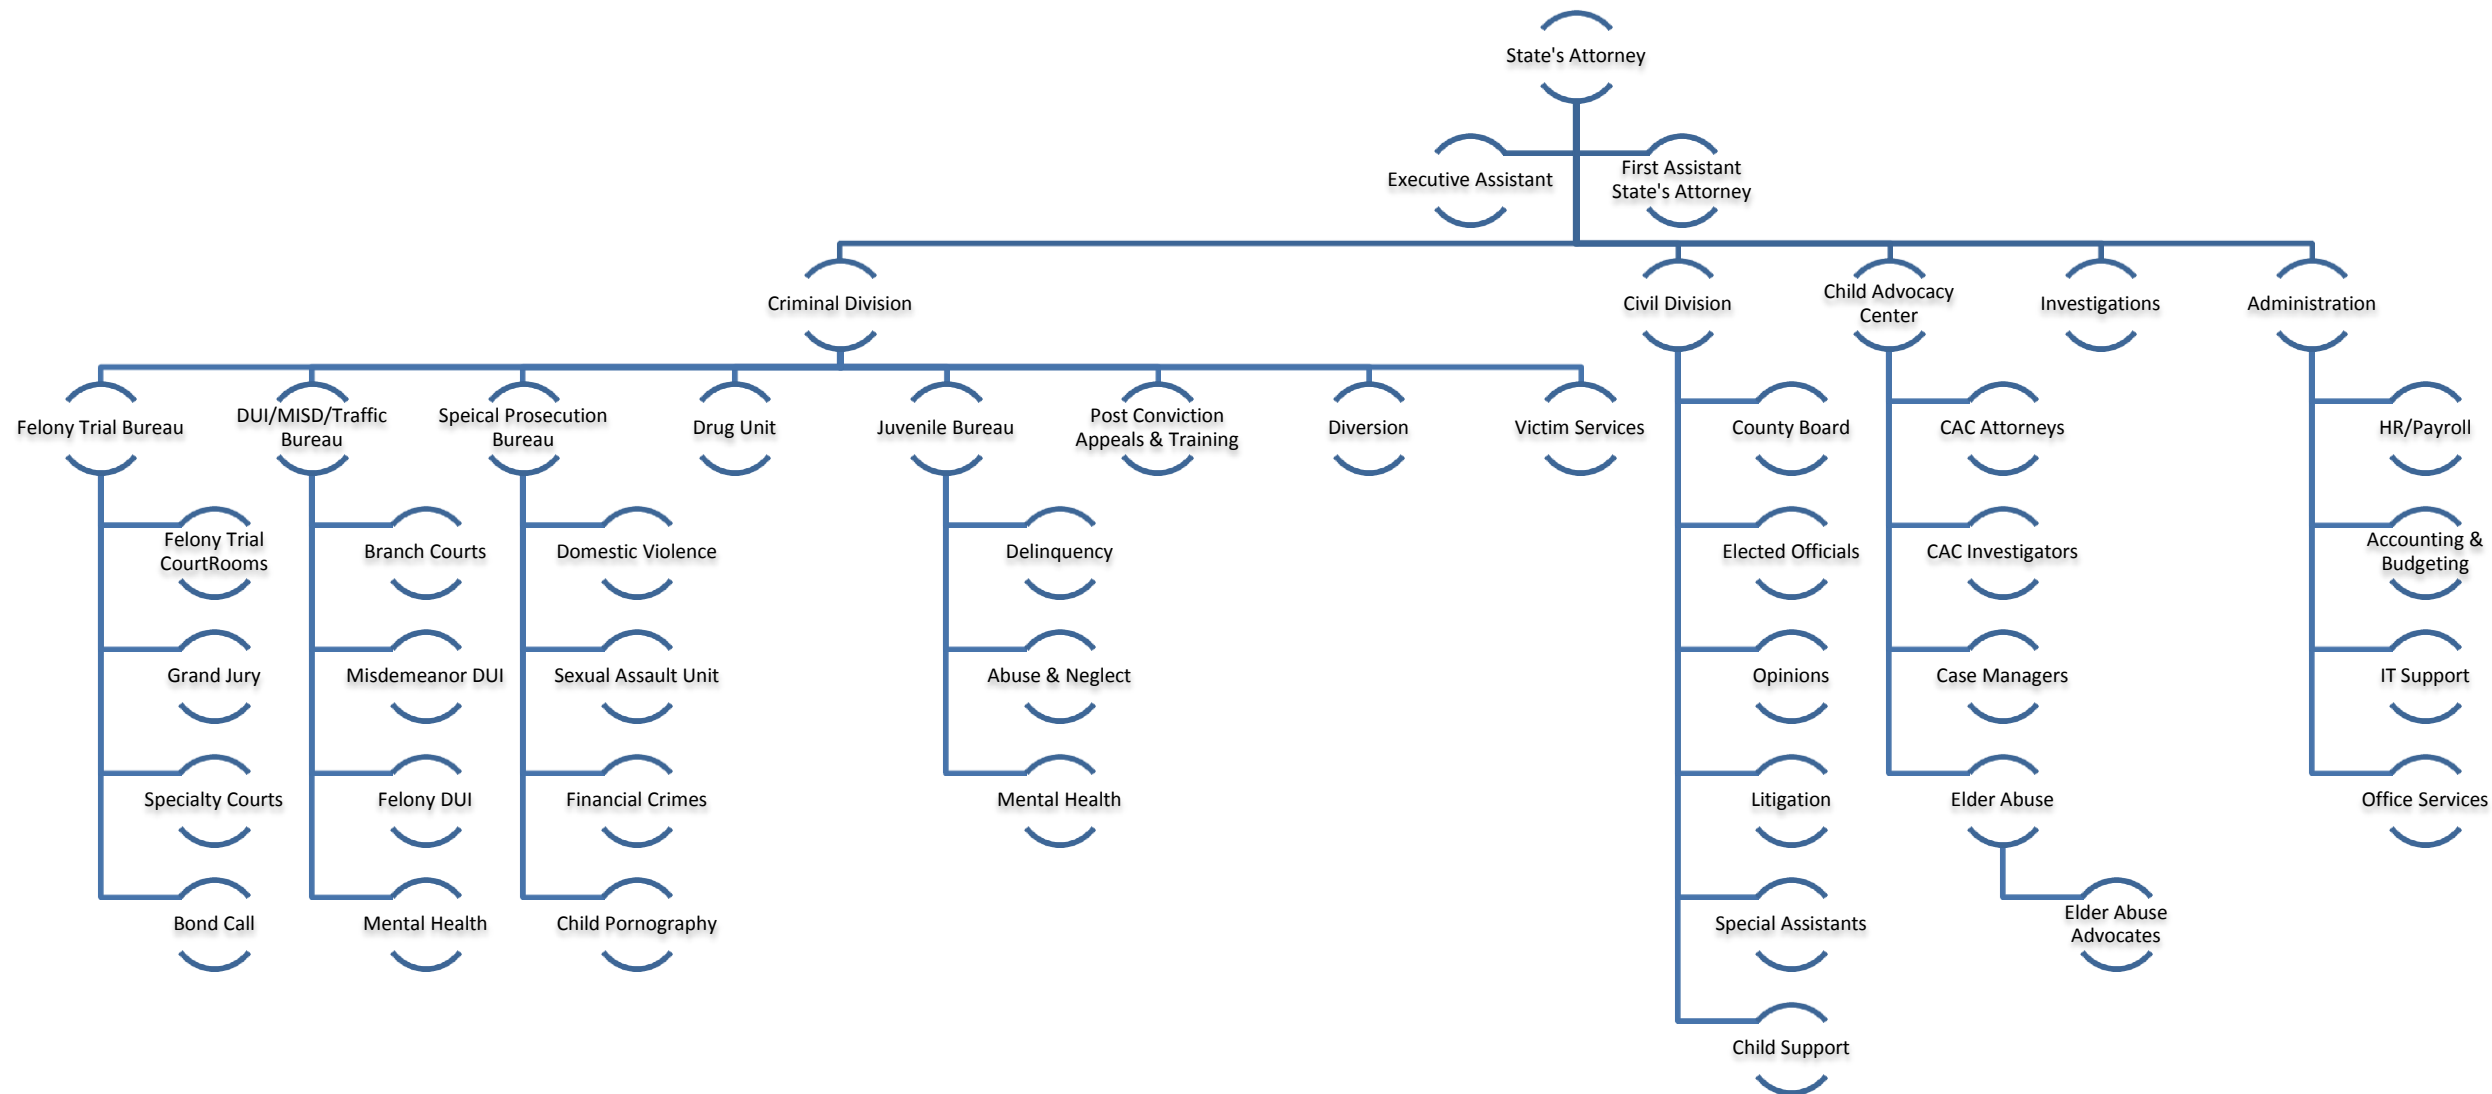 State's Attorney
Executive Assistant
First Assistant
State's Attorney
Criminal Division
Civil Division
Child Advocacy
Center
Investigations
Administration
Felony Trial Bureau
DUI/MISD/Traffic
Bureau
Speical Prosecution
Bureau
Drug Unit
Juvenile Bureau
Post Conviction
Appeals & Training
Diversion
Victim Services
County Board
CAC Attorneys
HR/Payroll
Felony Trial
CourtRooms
Branch Courts
Domestic Violence
Delinquency
Elected Officials
CAC Investigators
Accounting &
Budgeting
Grand Jury
Misdemeanor DUI
Sexual Assault Unit
Abuse & Neglect
Opinions
Case Managers
IT Support
Specialty Courts
Felony DUI
Financial Crimes
Mental Health
Litigation
Elder Abuse
Office Services
Bond Call
Mental Health
Child Pornography
Special Assistants
Elder Abuse
Advocates
Child Support